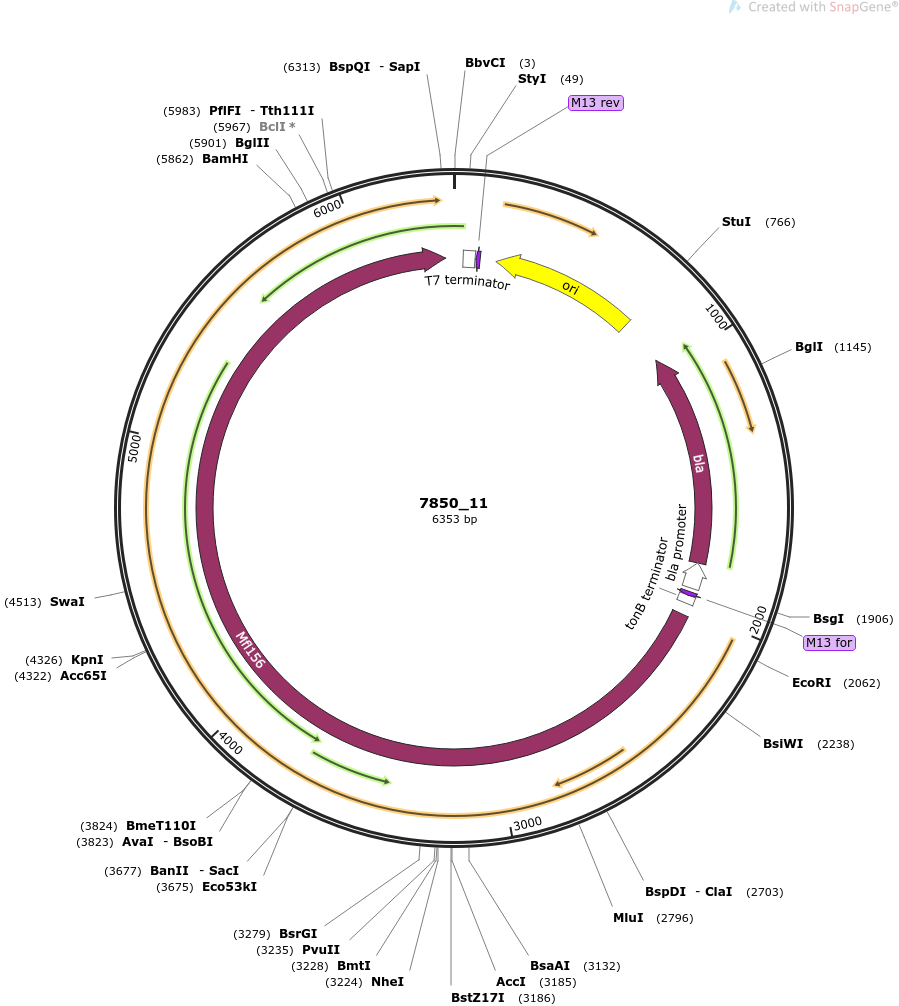 Created with SnapGene®
(6313) BspQI - SapI
BbvCI (3)
StyI (49)
M13 rev
(5983) PflFI - Tth111I
(5967) BclI *
(5901) BglII
(5862) BamHI
6000
StuI (766)
T7 terminator
ori
1000
BglI (1145)
5000
bla
7850_11
6353 bp
bla promoter
tonB terminator
(4513) SwaI
2000
BsgI (1906)
M13 for
Mfl156
(4326) KpnI
(4322) Acc65I
EcoRI (2062)
4000
BsiWI (2238)
3000
(3824) BmeT110I
(3823) AvaI - BsoBI
(3677) BanII - SacI
(3675) Eco53kI
BspDI - ClaI (2703)
MluI (2796)
(3279) BsrGI
(3235) PvuII
(3228) BmtI
(3224) NheI
BsaAI (3132)
AccI (3185)
BstZ17I (3186)